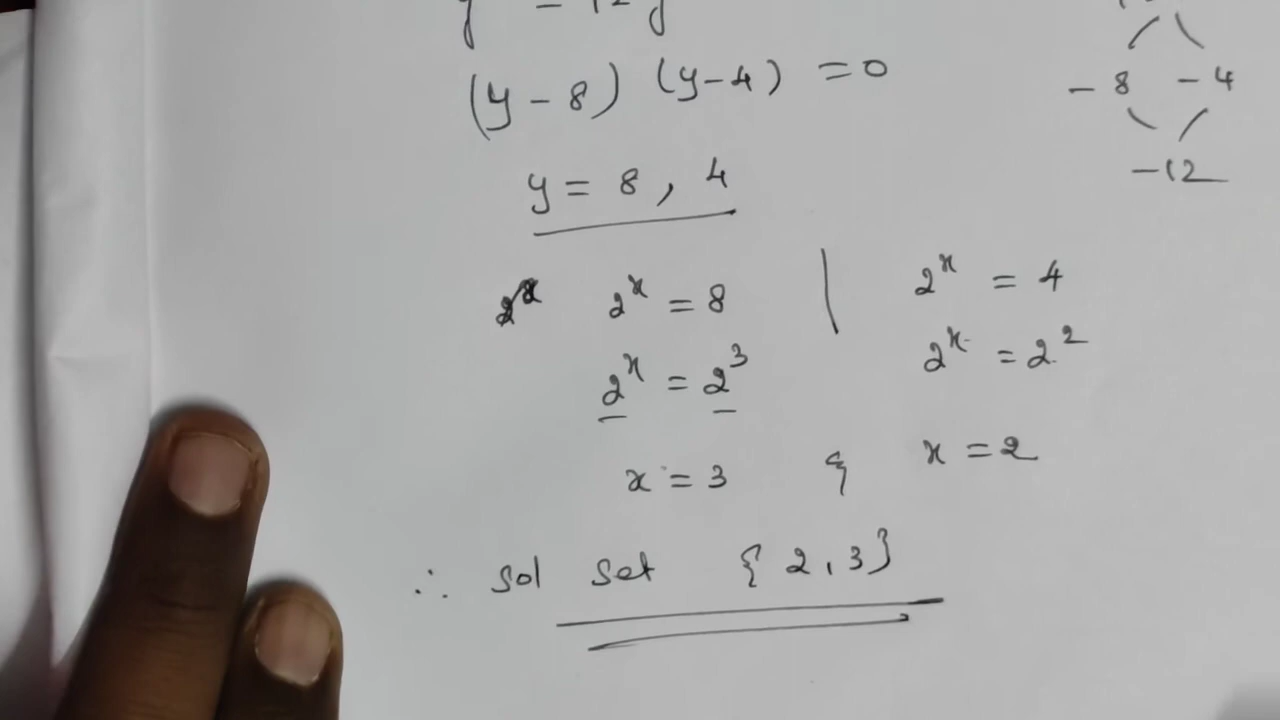 (y - 8) (y - 4) = 0
- 8 - 4
- 12
y = 8 , 4
2^x = 8 | 2^x = 4
2^x = 2^3 2^x = 2^2
x = 3 & x = 2
∴ sol set { 2, 3 }